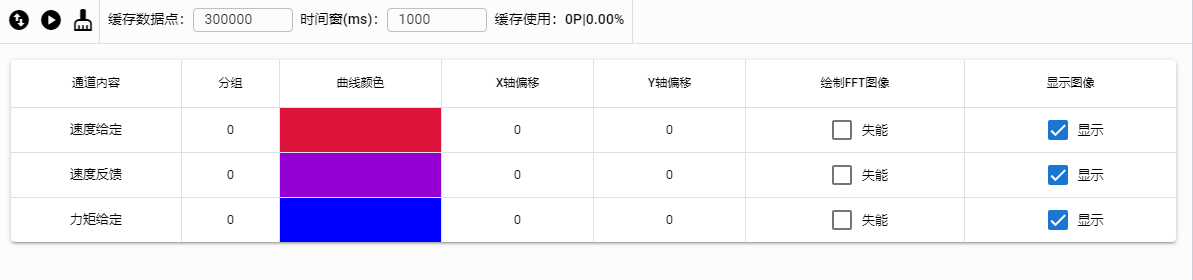 缓存数据点： 300000 时间窗(ms)： 1000 缓存使用： 0P|0.00%
通道内容 分组 曲线颜色 X轴偏移 Y轴偏移 绘制FFT图像 显示图像
速度给定 0 0 0 失能 显示
速度反馈 0 0 0 失能 显示
力矩给定 0 0 0 失能 显示